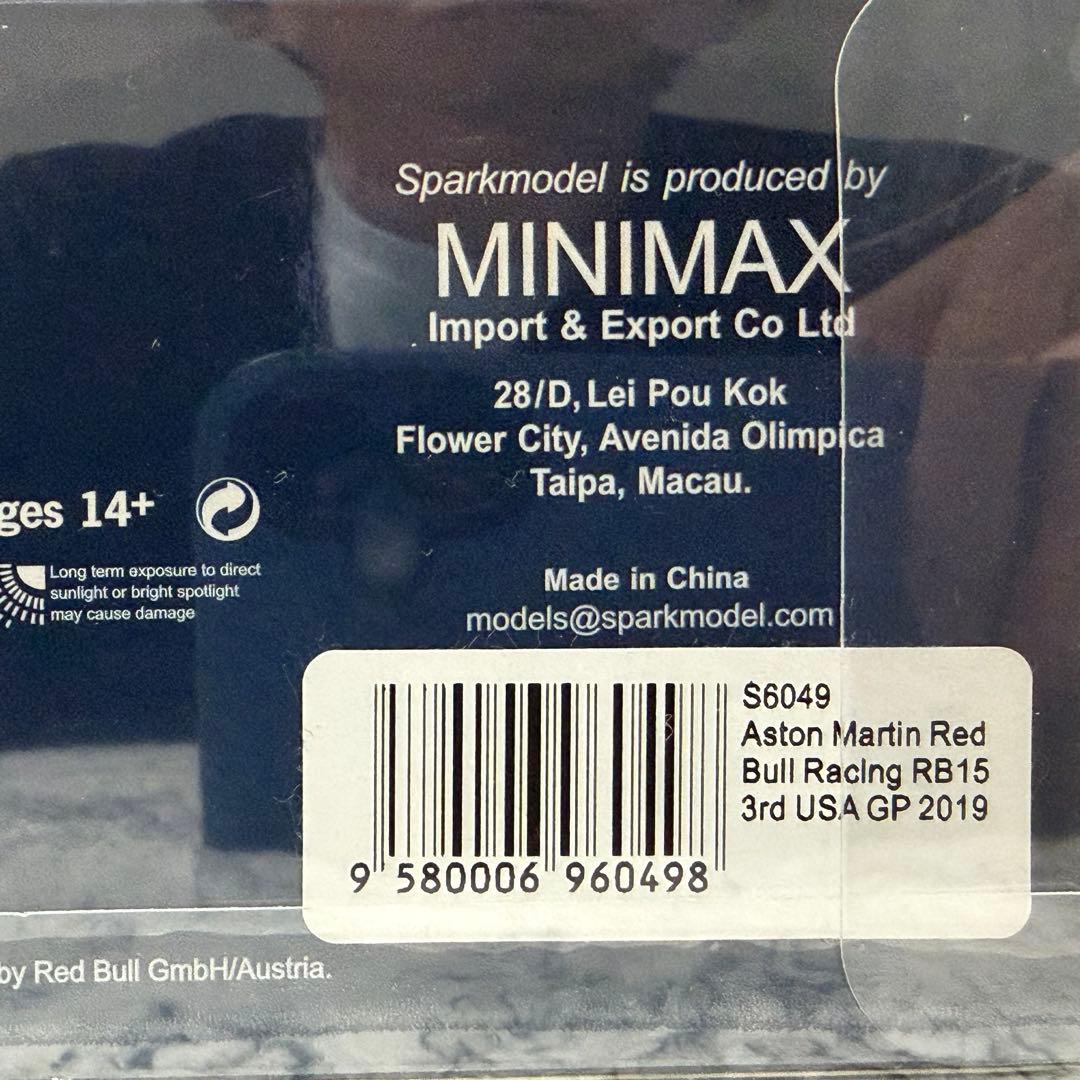 Sparkmodel is produced by
MINIMAX
Import & Export Co Ltd
28/D, Lei Pou Kok
Flower City, Avenida Olimpica
Taipa, Macau.
ges 14+
Long term exposure to direct
sunlight or bright spotlight
may cause damage
Made in China
models@sparkmodel.com
S6049
Aston Martin Red
Bull Racing RB15
3rd USA GP 2019
9 580006 960498
by Red Bull GmbH/Austria.